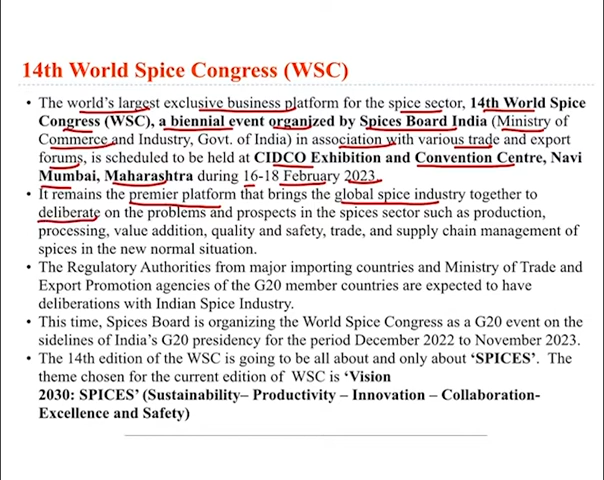 14th World Spice Congress (WSC)
• The world's largest exclusive business platform for the spice sector, 14th World Spice
Congress (WSC), a biennial event organized by Spices Board India (Ministry of
Commerce and Industry, Govt. of India) in association with various trade and export
forums, is scheduled to be held at CIDCO Exhibition and Convention Centre, Navi
Mumbai, Maharashtra during 16-18 February 2023.
• It remains the premier platform that brings the global spice industry together to
deliberate on the problems and prospects in the spices sector such as production,
processing, value addition, quality and safety, trade, and supply chain management of
spices in the new normal situation.
• The Regulatory Authorities from major importing countries and Ministry of Trade and
Export Promotion agencies of the G20 member countries are expected to have
deliberations with Indian Spice Industry.
• This time, Spices Board is organizing the World Spice Congress as a G20 event on the
sidelines of India's G20 presidency for the period December 2022 to November 2023.
• The 14th edition of the WSC is going to be all about and only about 'SPICES'. The
theme chosen for the current edition of WSC is 'Vision
2030: SPICES' (Sustainability– Productivity – Innovation – Collaboration-
Excellence and Safety)